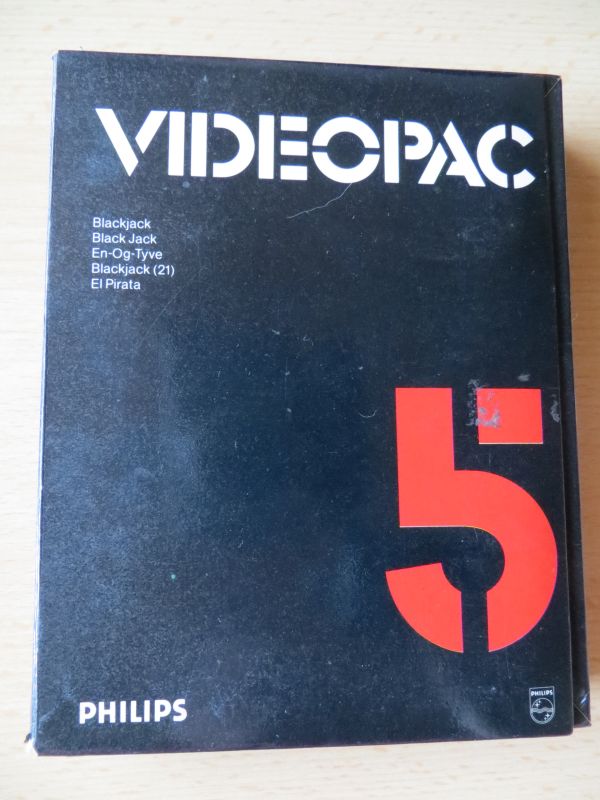 VIDEOPAC
Blackjack
Black Jack
En-Og-Tyve
Blackjack (21)
El Pirata
5
PHILIPS
PHILIPS